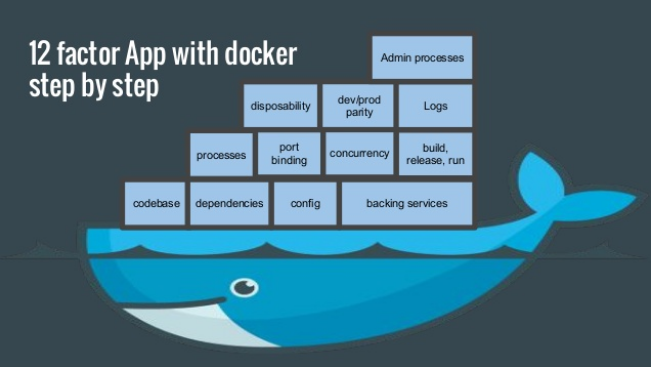 12 factor App with docker
step by step
Admin processes
disposability
dev/prod
parity
Logs
processes
port
binding
concurrency
build,
release, run
codebase
dependencies
config
backing services